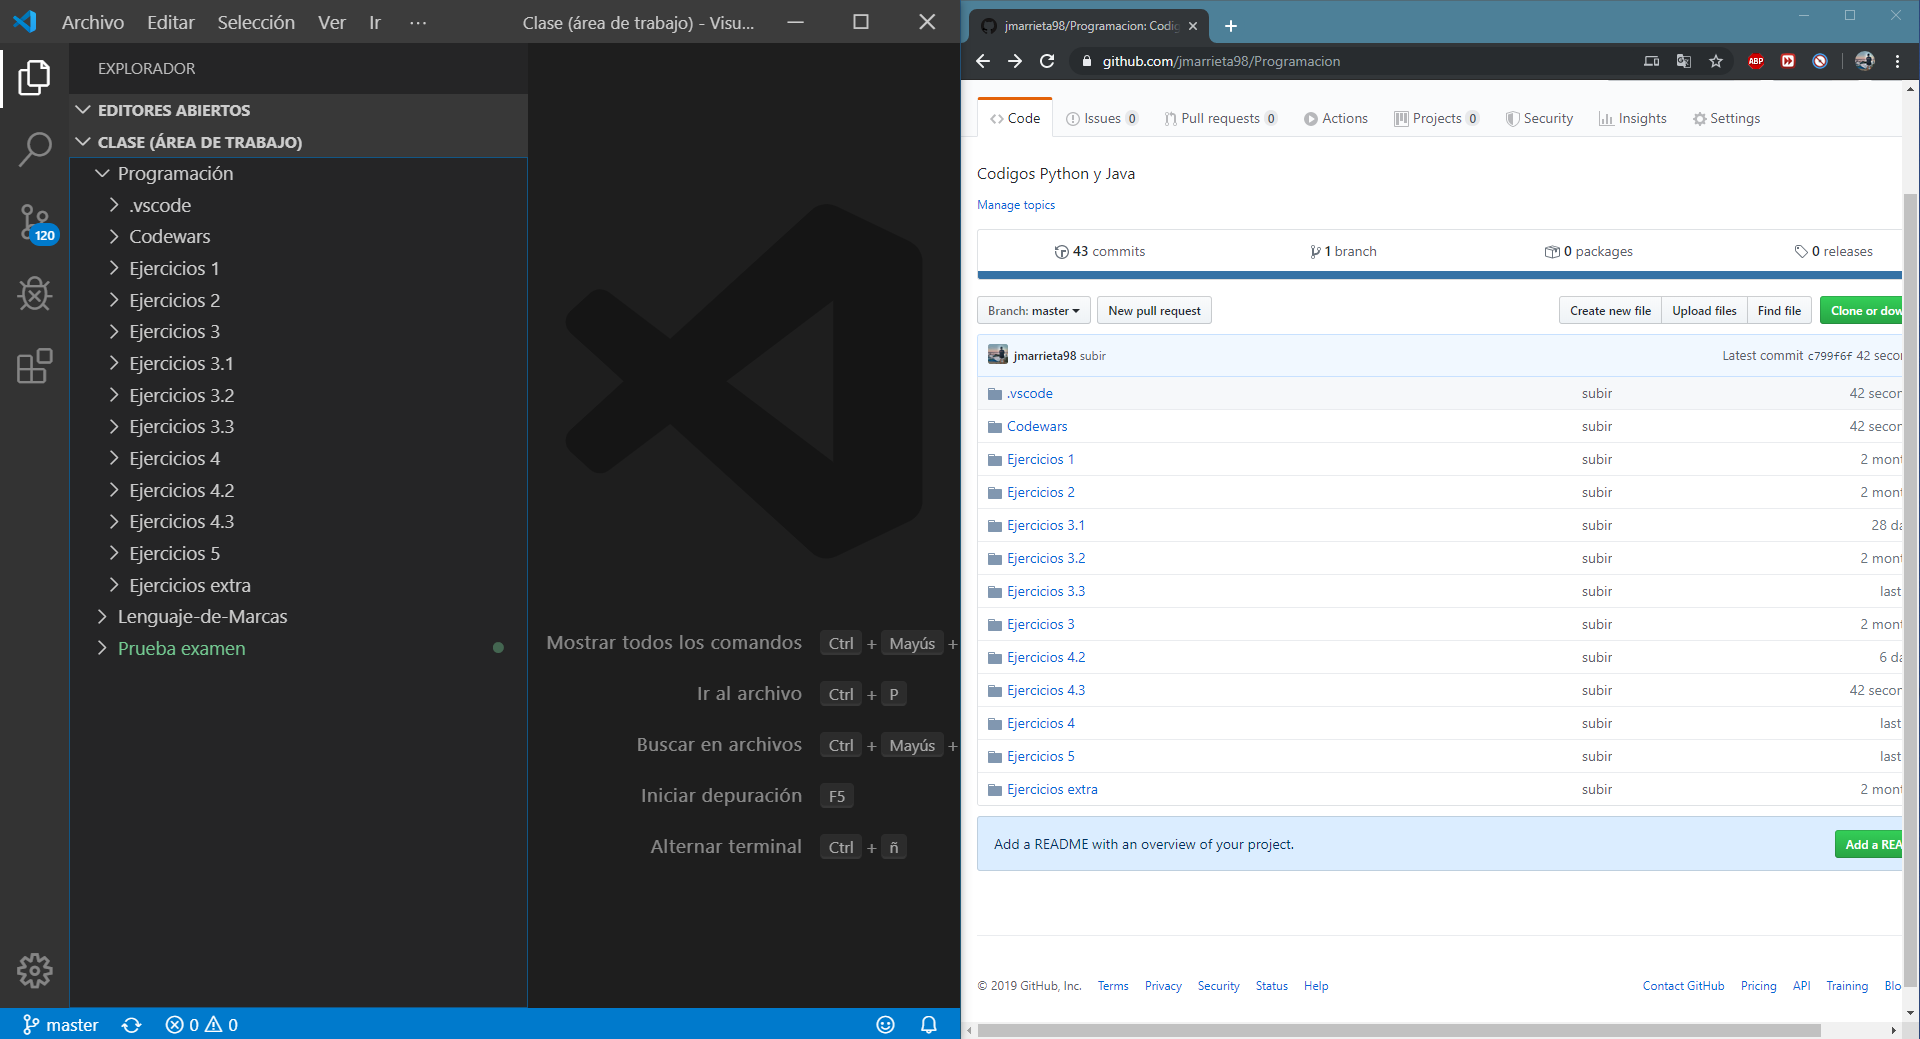 Archivo Editar Selección Ver Ir ··· Clase (área de trabajo) - Visu...
EXPLORADOR
EDITORES ABIERTOS
CLASE (ÁREA DE TRABAJO)
Programación
.vscode
Codewars
Ejercicios 1
Ejercicios 2
Ejercicios 3
Ejercicios 3.1
Ejercicios 3.2
Ejercicios 3.3
Ejercicios 4
Ejercicios 4.2
Ejercicios 4.3
Ejercicios 5
Ejercicios extra
Lenguaje-de-Marcas
Prueba examen
120
Mostrar todos los comandos Ctrl + Mayús +
Ir al archivo Ctrl + P
Buscar en archivos Ctrl + Mayús +
Iniciar depuración F5
Alternar terminal Ctrl + ñ
master 0 0
jmarrieta98/Programacion: Codig
github.com/jmarrieta98/Programacion ABP
Code Issues 0 Pull requests 0 Actions Projects 0 Security Insights Settings
Codigos Python y Java
Manage topics
43 commits 1 branch 0 packages 0 releases
Branch: master New pull request Create new file Upload files Find file Clone or dow
jmarrieta98 subir Latest commit c799f6f 42 secon
.vscode subir 42 secon
Codewars subir 42 secon
Ejercicios 1 subir 2 mont
Ejercicios 2 subir 2 mont
Ejercicios 3.1 subir 28 da
Ejercicios 3.2 subir 2 mont
Ejercicios 3.3 subir last
Ejercicios 3 subir 2 mont
Ejercicios 4.2 subir 6 da
Ejercicios 4.3 subir 42 secon
Ejercicios 4 subir last
Ejercicios 5 subir last
Ejercicios extra subir 2 mont
Add a README with an overview of your project. Add a REA
© 2019 GitHub, Inc. Terms Privacy Security Status Help Contact GitHub Pricing API Training Blo